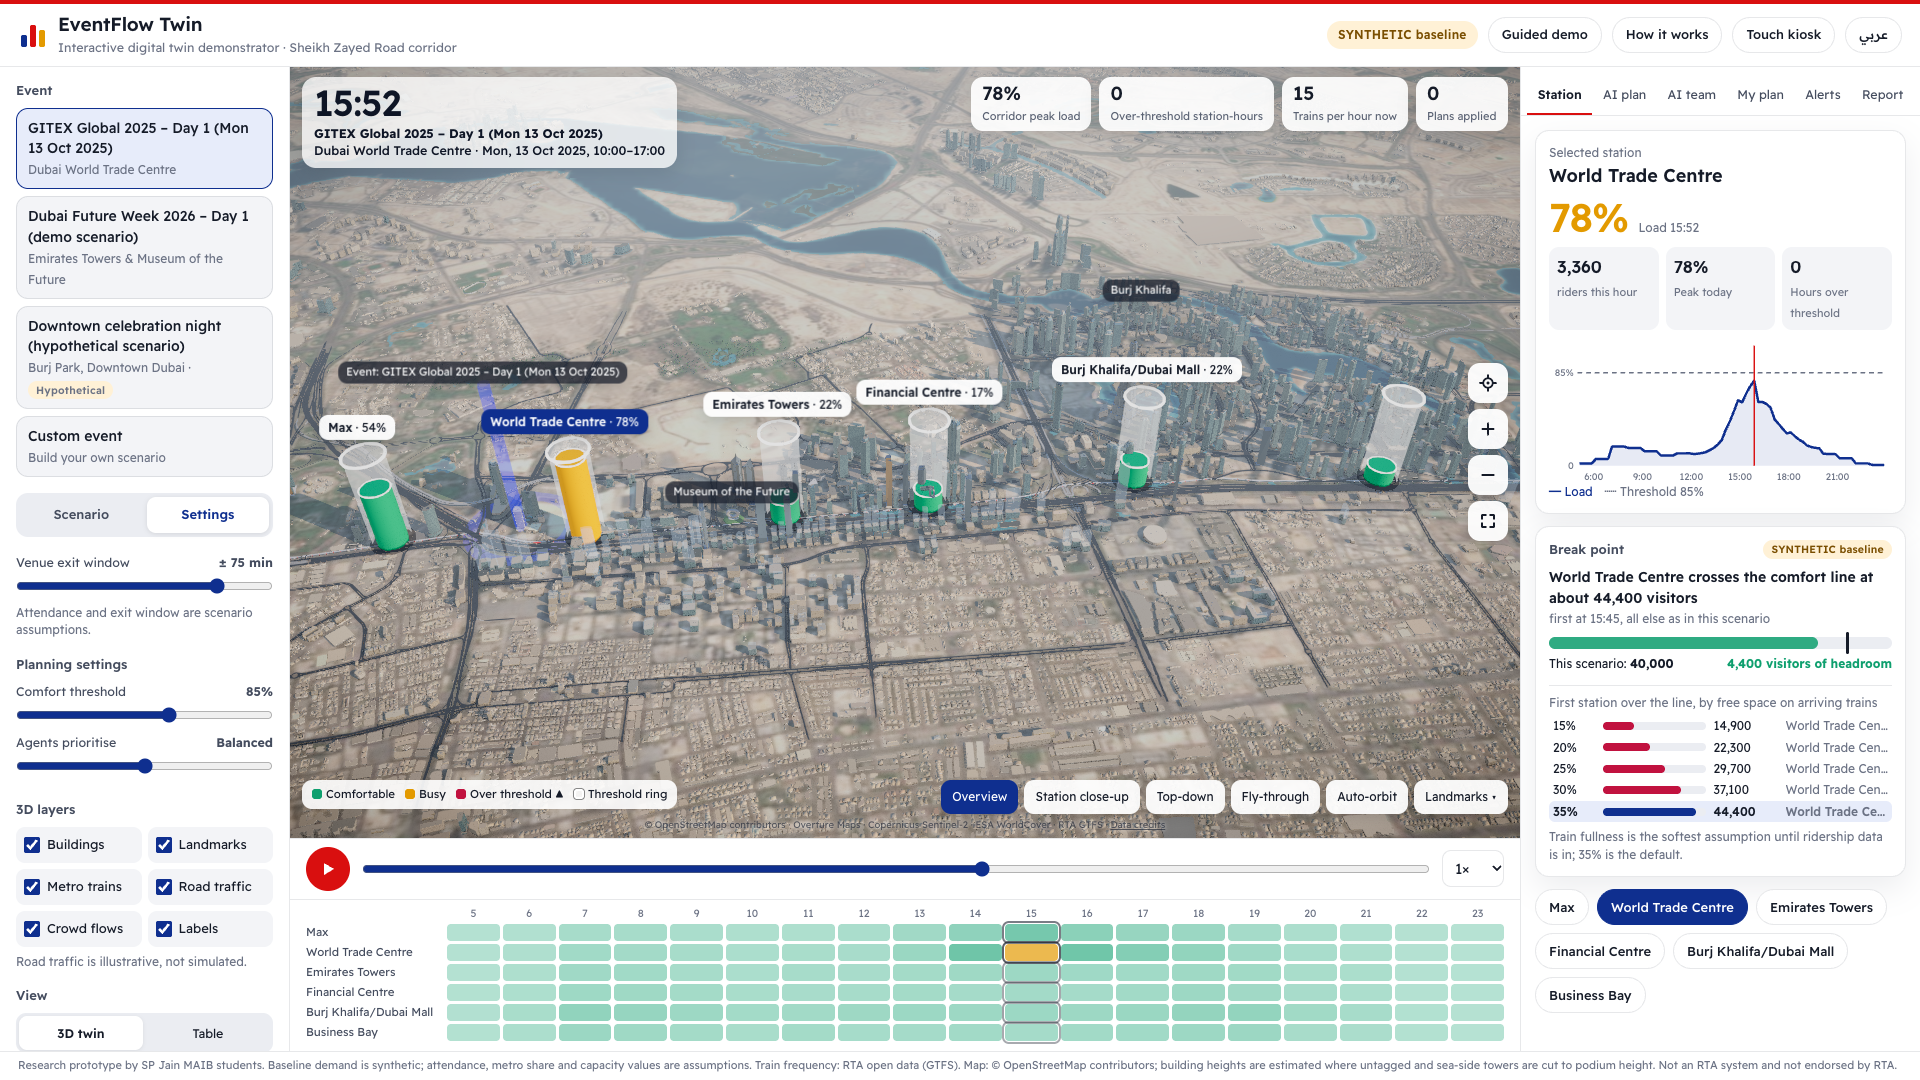 EventFlow Twin
Interactive digital twin demonstrator · Sheikh Zayed Road corridor
SYNTHETIC baseline
Guided demo
How it works
Touch kiosk
عربي
Event
GITEX Global 2025 – Day 1 (Mon
13 Oct 2025)
Dubai World Trade Centre
Dubai Future Week 2026 – Day 1
(demo scenario)
Emirates Towers & Museum of the
Future
Downtown celebration night
(hypothetical scenario)
Burj Park, Downtown Dubai ·
Hypothetical
Custom event
Build your own scenario
Scenario
Settings
Venue exit window
± 75 min
Attendance and exit window are scenario
assumptions.
Planning settings
Comfort threshold
85%
Agents prioritise
Balanced
3D layers
Buildings
Landmarks
Metro trains
Road traffic
Crowd flows
Labels
Road traffic is illustrative, not simulated.
View
3D twin
Table
15:52
GITEX Global 2025 – Day 1 (Mon 13 Oct 2025)
Dubai World Trade Centre · Mon, 13 Oct 2025, 10:00–17:00
78%
Corridor peak load
0
Over-threshold station-hours
15
Trains per hour now
0
Plans applied
Burj Khalifa
Event: GITEX Global 2025 – Day 1 (Mon 13 Oct 2025)
Max · 54%
World Trade Centre · 78%
Emirates Towers · 22%
Financial Centre · 17%
Burj Khalifa/Dubai Mall · 22%
Museum of the Future
Comfortable
Busy
Over threshold ▲
Threshold ring
Overview
Station close-up
Top-down
Fly-through
Auto-orbit
Landmarks
© OpenStreetMap contributors · Overture Maps · Copernicus Sentinel-2 · ESA WorldCover · RTA GTFS · Data credits
1×
5 6 7 8 9 10 11 12 13 14 15 16 17 18 19 20 21 22 23
Max
World Trade Centre
Emirates Towers
Financial Centre
Burj Khalifa/Dubai Mall
Business Bay
Station
AI plan
AI team
My plan
Alerts
Report
Selected station
World Trade Centre
78% Load 15:52
3,360
riders this hour
78%
Peak today
0
Hours over
threshold
85%
0
6:00 9:00 12:00 15:00 18:00 21:00
Load
Threshold 85%
Break point
SYNTHETIC baseline
World Trade Centre crosses the comfort line at
about 44,400 visitors
first at 15:45, all else as in this scenario
This scenario: 40,000
4,400 visitors of headroom
First station over the line, by free space on arriving trains
15% 14,900 World Trade Cen...
20% 22,300 World Trade Cen...
25% 29,700 World Trade Cen...
30% 37,100 World Trade Cen...
35% 44,400 World Trade Ce...
Train fullness is the softest assumption until ridership data
is in; 35% is the default.
Max
World Trade Centre
Emirates Towers
Financial Centre
Burj Khalifa/Dubai Mall
Business Bay
Research prototype by SP Jain MAIB students. Baseline demand is synthetic; attendance, metro share and capacity values are assumptions. Train frequency: RTA open data (GTFS). Map: © OpenStreetMap contributors; building heights are estimated where untagged and sea-side towers are cut to podium height. Not an RTA system and not endorsed by RTA.